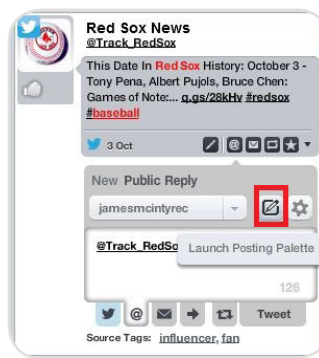 Red Sox News
@Track_RedSox
This Date In Red Sox History: October 3 -
Tony Pena, Albert Pujols, Bruce Chen:
Games of Note:... q.gs/28kHv #redsox
#baseball
3 Oct
New Public Reply
jamesmcintyrec
@Track_RedSo
Launch Posting Palette
126
@
Tweet
Source Tags: influencer, fan